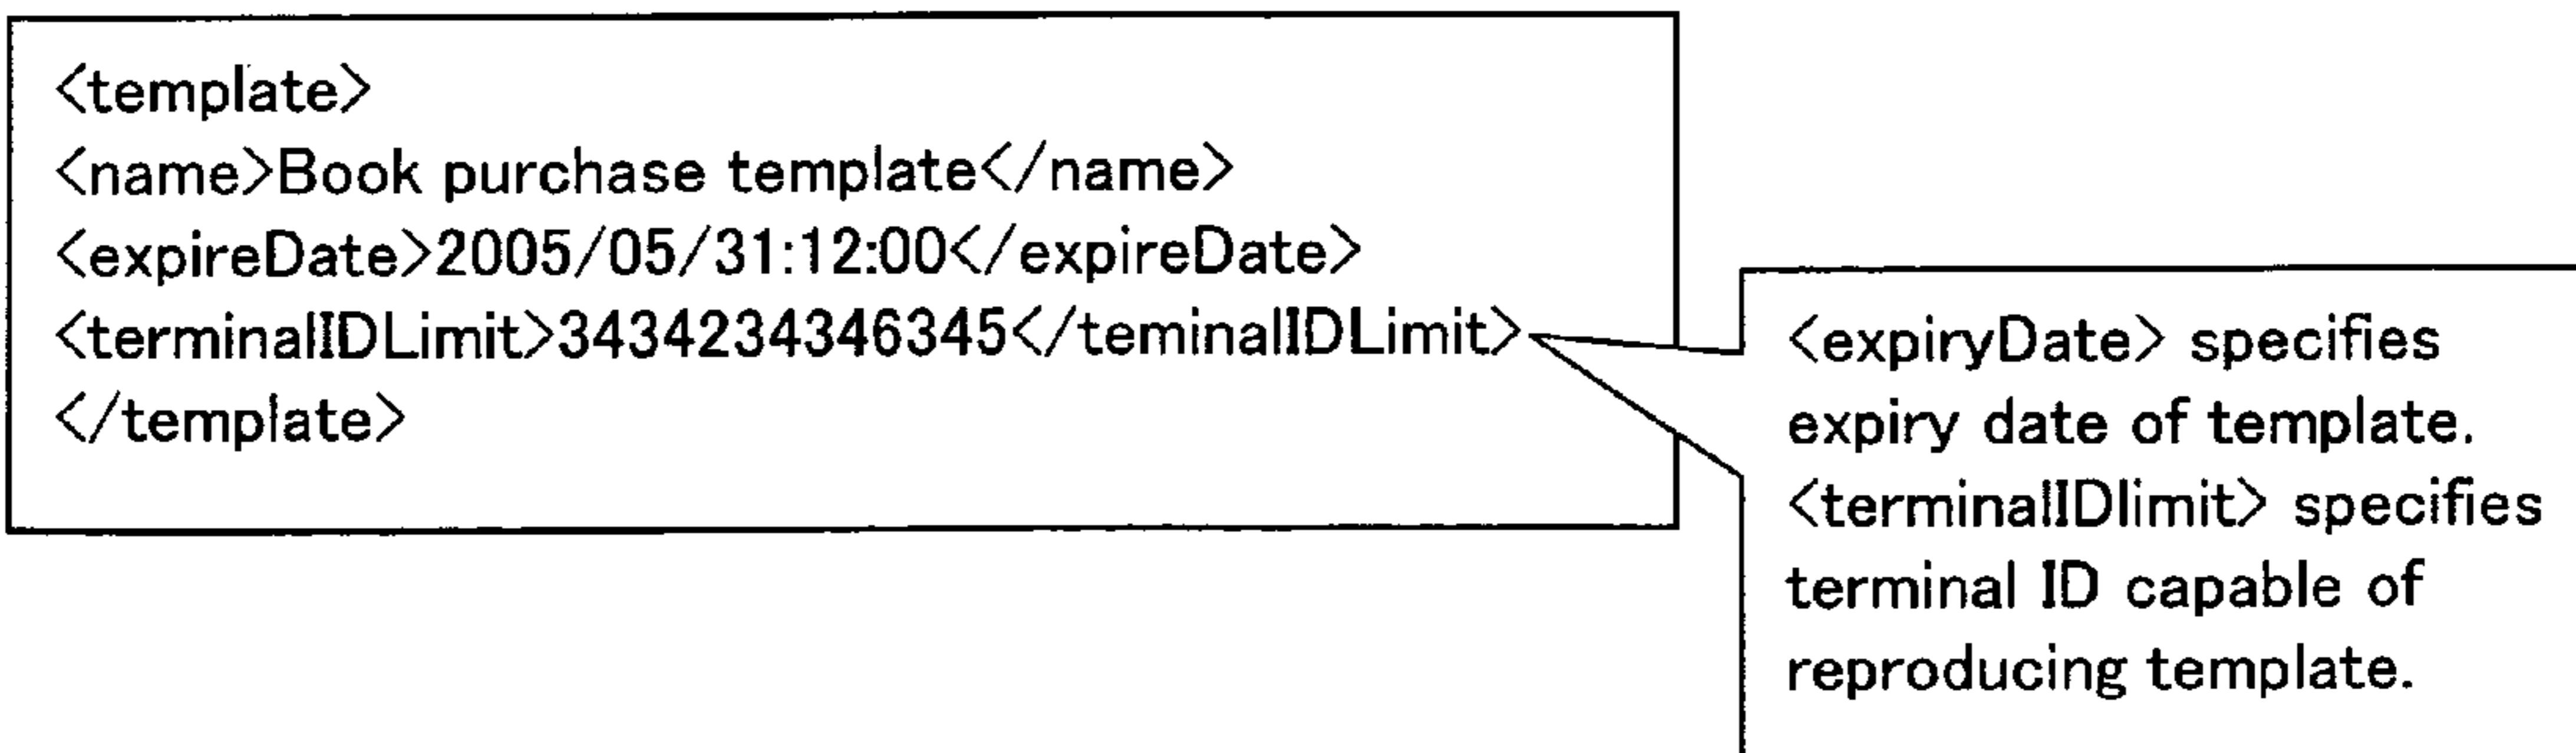 <template>
<name>Book purchase template</name>
<expireDate>2005/05/31:12:00</expireDate>
<terminalIDLimit>3434234346345</teminalIDLimit>
</template>
<expiryDate> specifies
expiry date of template.
<terminalIDlimit> specifies
terminal ID capable of
reproducing template.